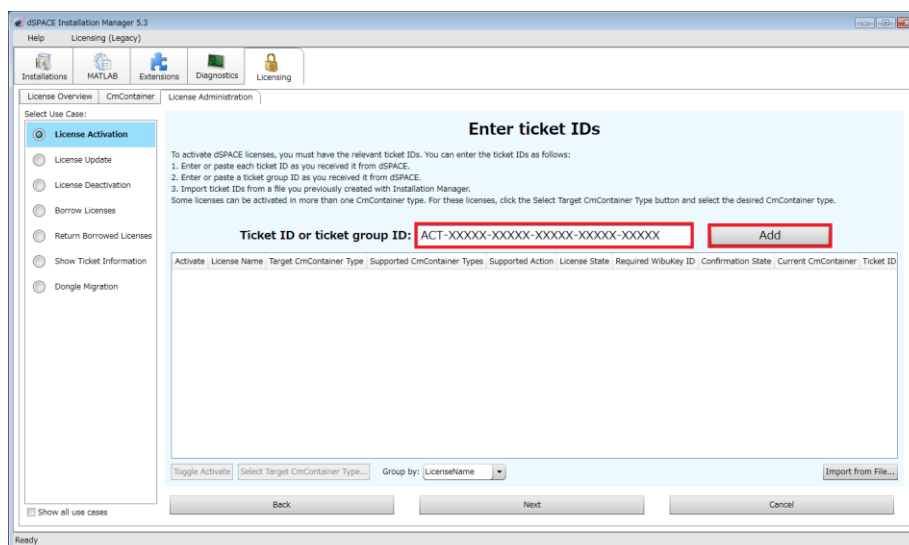 dSPACE Installation Manager 5.3
Help Licensing (Legacy)
Installations MATLAB Extensions Diagnostics Licensing
License Overview CmContainer License Administration
Select Use Case:
License Activation
License Update
License Deactivation
Borrow Licenses
Return Borrowed Licenses
Show Ticket Information
Dongle Migration
Show all use cases
Enter ticket IDs
To activate dSPACE licenses, you must have the relevant ticket IDs. You can enter the ticket IDs as follows:
1. Enter or paste each ticket ID as you received it from dSPACE.
2. Enter or paste a ticket group ID as you received it from dSPACE.
3. Import ticket IDs from a file you previously created with Installation Manager.
Some licenses can be activated in more than one CmContainer type. For these licenses, click the Select Target CmContainer Type button and select the desired CmContainer type.
Ticket ID or ticket group ID: ACT-XXXXX-XXXXX-XXXXX-XXXXX-XXXXX Add
Activate License Name Target CmContainer Type Supported CmContainer Types Supported Action License State Required WibuKey ID Confirmation State Current CmContainer Ticket ID
Toggle Activate Select Target CmContainer Type... Group by: LicenseName Import from File...
Back Next Cancel
Ready